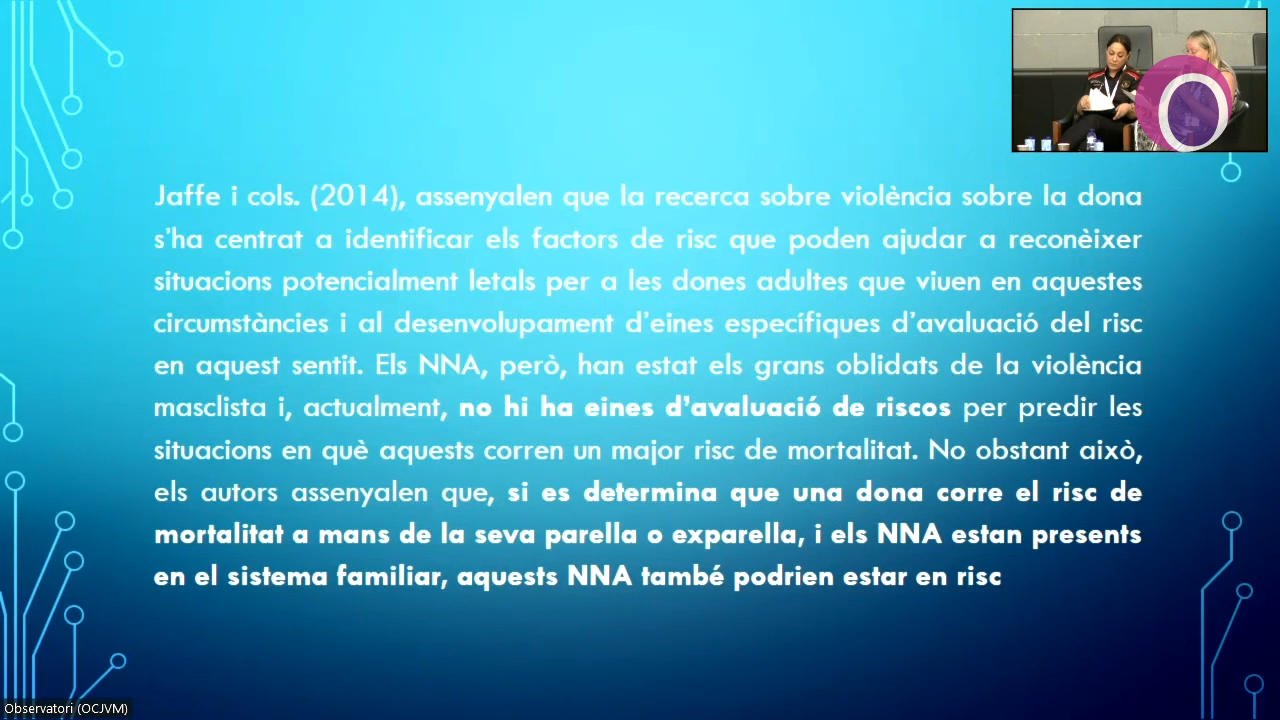 Jaffe i cols. (2014), assenyalen que la recerca sobre violència sobre la dona
s'ha centrat a identificar els factors de risc que poden ajudar a reconèixer
situacions potencialment letals per a les dones adultes que viuen en aquestes
circumstàncies i al desenvolupament d'eines específiques d'avaluació del risc
en aquest sentit. Els NNA, però, han estat els grans oblidats de la violència
masclista i, actualment, no hi ha eines d'avaluació de riscos per predir les
situacions en què aquests corren un major risc de mortalitat. No obstant això,
els autors assenyalen que, si es determina que una dona corre el risc de
mortalitat a mans de la seva parella o exparella, i els NNA estan presents
en el sistema familiar, aquests NNA també podrien estar en risc
Observatori (OCJVM)